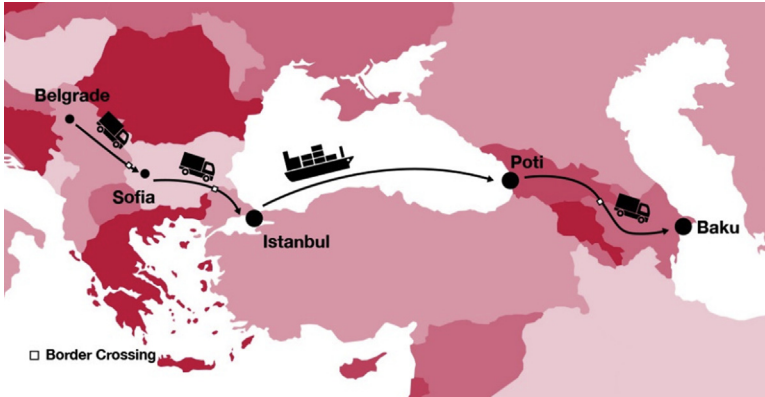 Belgrade
Sofia
Istanbul
Poti
Baku
Border Crossing